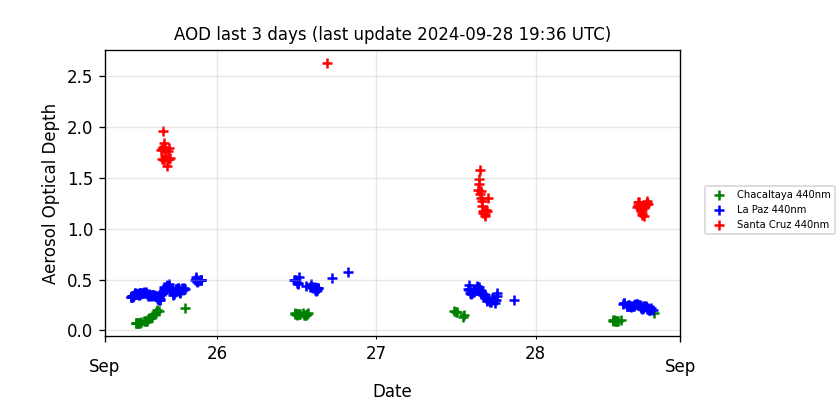 AOD last 3 days (last update 2024-09-28 19:36 UTC)
Aerosol Optical Depth
2.5
2.0
1.5
1.0
0.5
0.0
Chacaltaya 440nm
La Paz 440nm
Santa Cruz 440nm
26 27 28
Sep Sep
Date